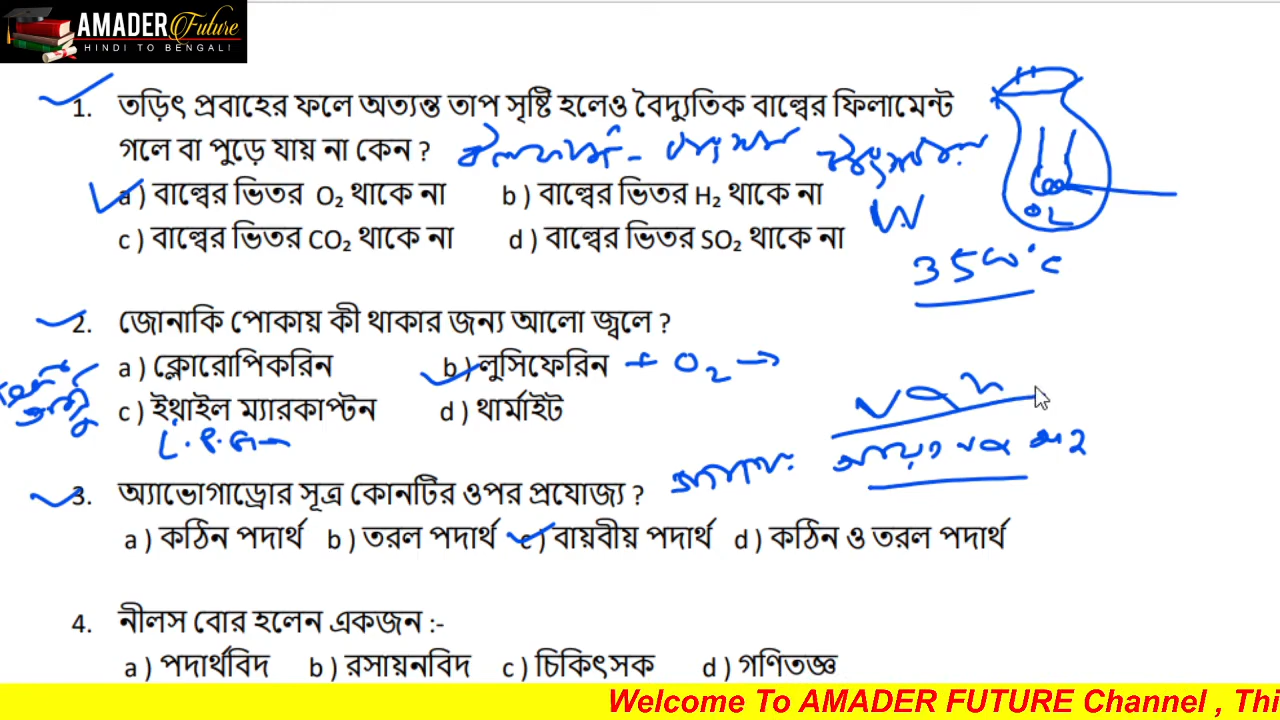 AMADER Future
HINDI TO BENGALI
1. তড়িৎ প্রবাহের ফলে অত্যন্ত তাপ সৃষ্টি হলেও বৈদ্যুতিক বাল্বের ফিলামেন্ট
গলে বা পুড়ে যায় না কেন ?
a ) বাল্বের ভিতর O₂ থাকে না b ) বাল্বের ভিতর H₂ থাকে না
W
c ) বাল্বের ভিতর CO₂ থাকে না d ) বাল্বের ভিতর SO₂ থাকে না
O2
3500°C
2. জোনাকি পোকায় কী থাকার জন্য আলো জ্বলে ?
a ) ক্লোরোপিকরিন b ) লুসিফেরিন + O2 →
c ) ইথাইল ম্যারকাপ্টন d ) থার্মাইট
L.P.G
V α n
3. অ্যাভোগাড্রোর সূত্র কোনটির ওপর প্রযোজ্য ?
a ) কঠিন পদার্থ b ) তরল পদার্থ c ) বায়বীয় পদার্থ d ) কঠিন ও তরল পদার্থ
4. নীলস বোর হলেন একজন :-
a ) পদার্থবিদ b ) রসায়নবিদ c ) চিকিৎসক d ) গণিতজ্ঞ
Welcome To AMADER FUTURE Channel , Thi